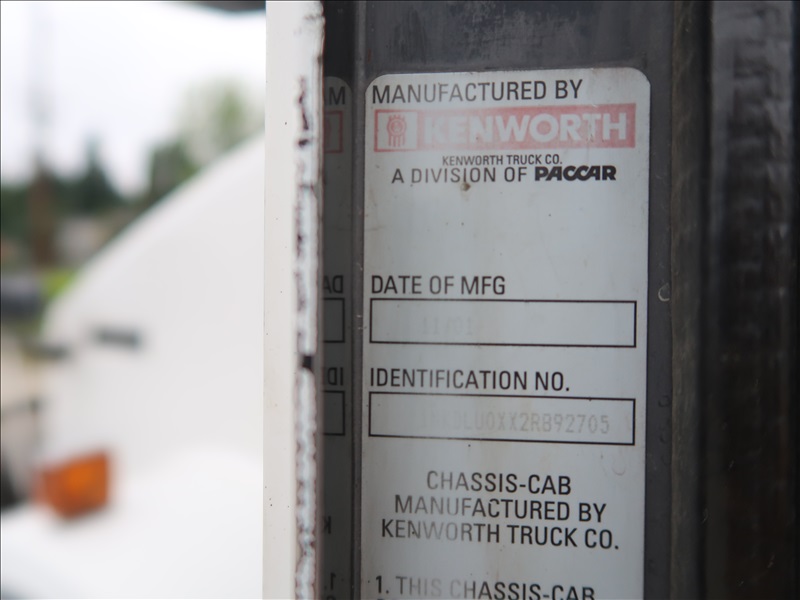 MANUFACTURED BY
KENWORTH
KENWORTH TRUCK CO.
A DIVISION OF PACCAR
DATE OF MFG
IDENTIFICATION NO.
CHASSIS-CAB
MANUFACTURED BY
KENWORTH TRUCK CO.
1. THIS CHASSIS-CAB